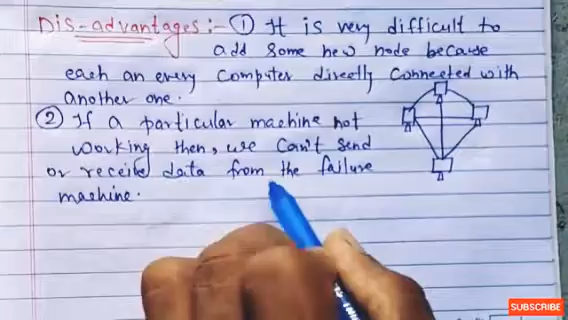 Dis-advantages:- ① It is very difficult to
add some new node because
each an every computer directly connected with
another one.
② If a particular machine not
working then, we can't send
or receive data from the failure
machine.
SUBSCRIBE